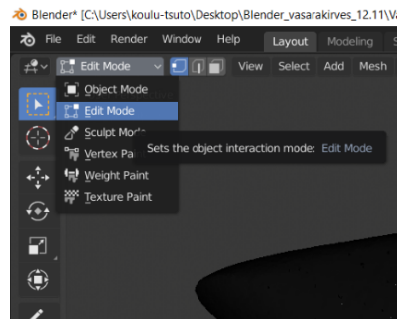 Blender* [C:\Users\koulu-tsuto\Desktop\Blender_vasarakirves_12.11\Va
File Edit Render Window Help Layout Modeling
Edit Mode View Select Add Mesh
Object Mode
Edit Mode
Sculpt Mode
Vertex Pa
Sets the object interaction mode: Edit Mode
Weight Paint
Texture Paint